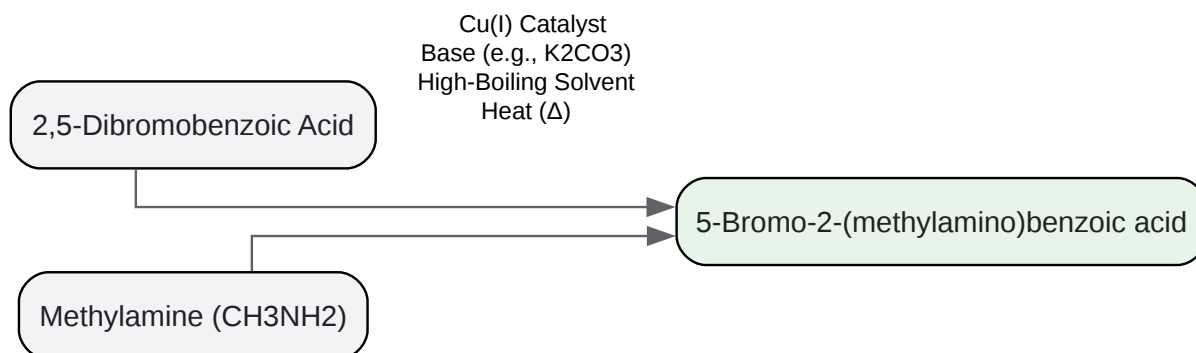 Cu(I) Catalyst
Base (e.g., K2CO3)
High-Boiling Solvent
Heat (Δ)
2,5-Dibromobenzoic Acid
5-Bromo-2-(methylamino)benzoic acid
Methylamine (CH3NH2)